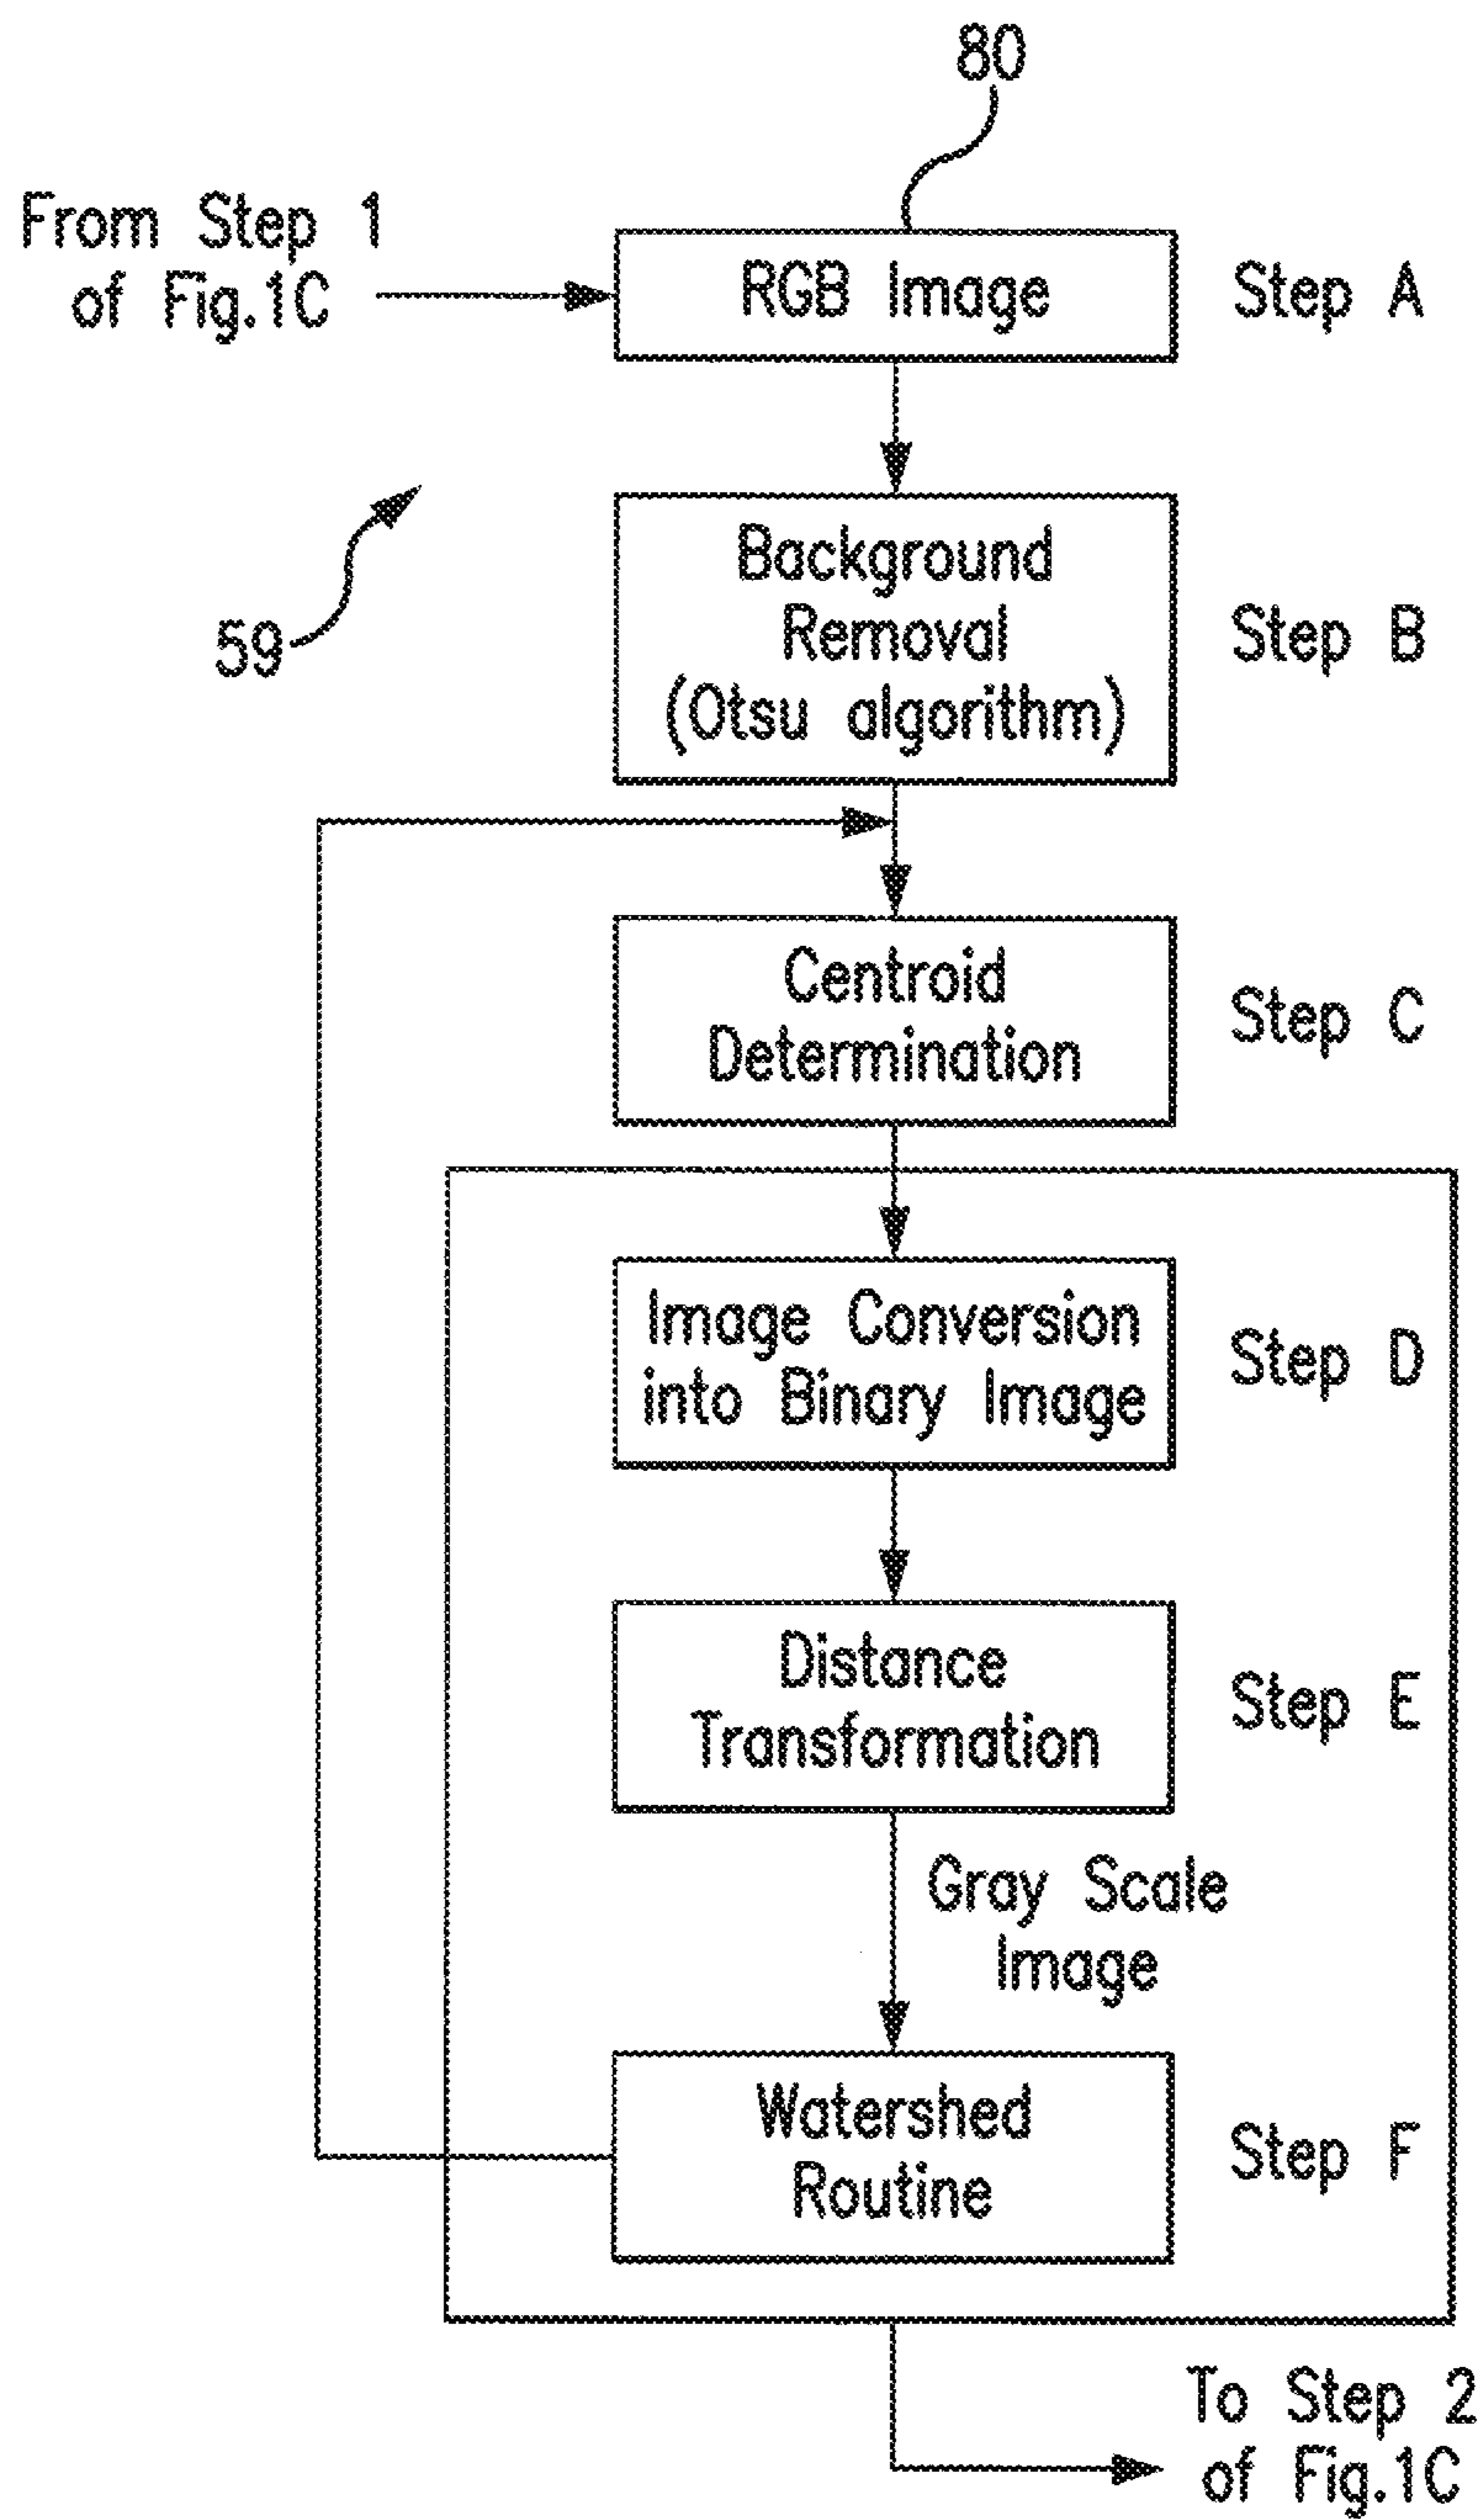 80
From Step 1
of Fig.1C
RGB Image
Step A
59
Background
Removal
(Otsu algorithm)
Step B
Centroid
Determination
Step C
Image Conversion
into Binary Image
Step D
Distance
Transformation
Step E
Gray Scale
Image
Watershed
Routine
Step F
To Step 2
of Fig.1C